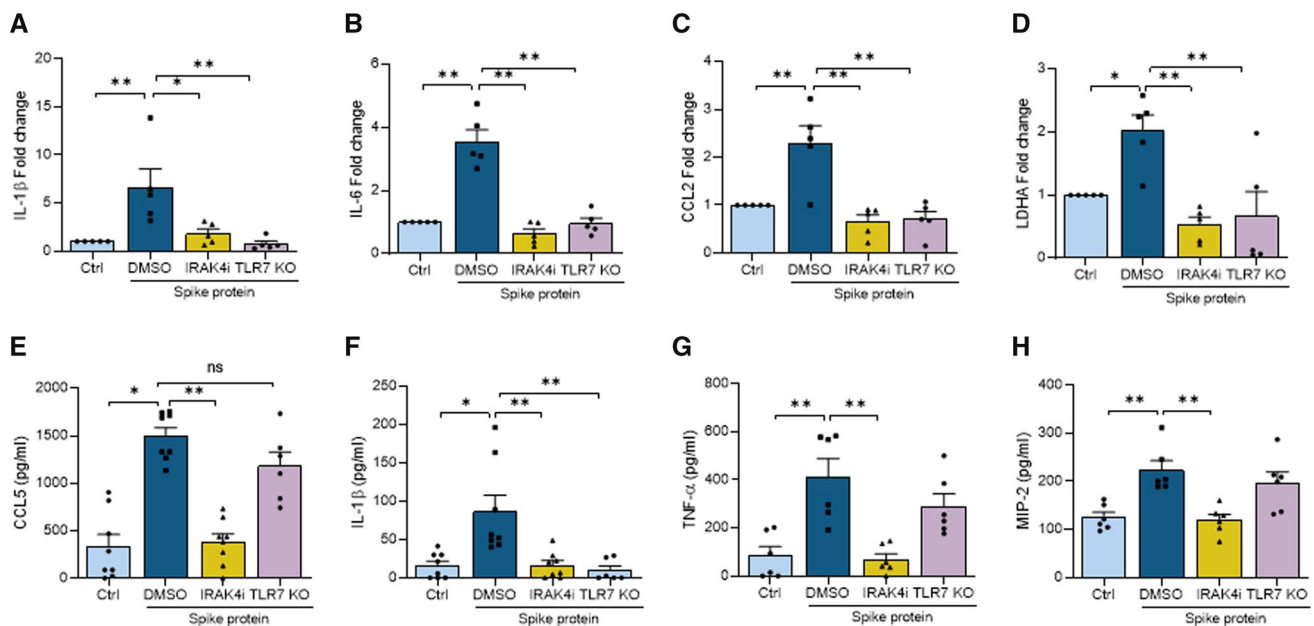 A
IL-1β Fold change
20
15
10
5
0
** * **
Ctrl DMSO IRAK4i TLR7 KO
Spike protein
B
IL-6 Fold change
6
4
2
0
** ** **
Ctrl DMSO IRAK4i TLR7 KO
Spike protein
C
CCL2 Fold change
4
3
2
1
0
** ** **
Ctrl DMSO IRAK4i TLR7 KO
Spike protein
D
LDHA Fold change
3
2
1
0
* ** **
Ctrl DMSO IRAK4i TLR7 KO
Spike protein
E
CCL5 (pg/ml)
2000
1500
1000
500
0
ns
* **
Ctrl DMSO IRAK4i TLR7 KO
Spike protein
F
IL-1β (pg/ml)
250
200
150
100
50
0
**
* **
Ctrl DMSO IRAK4i TLR7 KO
Spike protein
G
TNF-α (pg/ml)
800
600
400
200
0
** **
Ctrl DMSO IRAK4i TLR7 KO
Spike protein
H
MIP-2 (pg/ml)
400
300
200
100
0
** **
Ctrl DMSO IRAK4i TLR7 KO
Spike protein